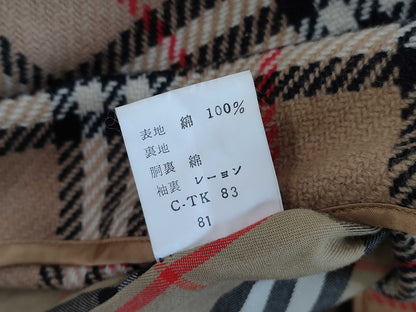 表地 綿 100%
裏地
胴裏 綿
袖裏 レーヨン
C-TK 83
81